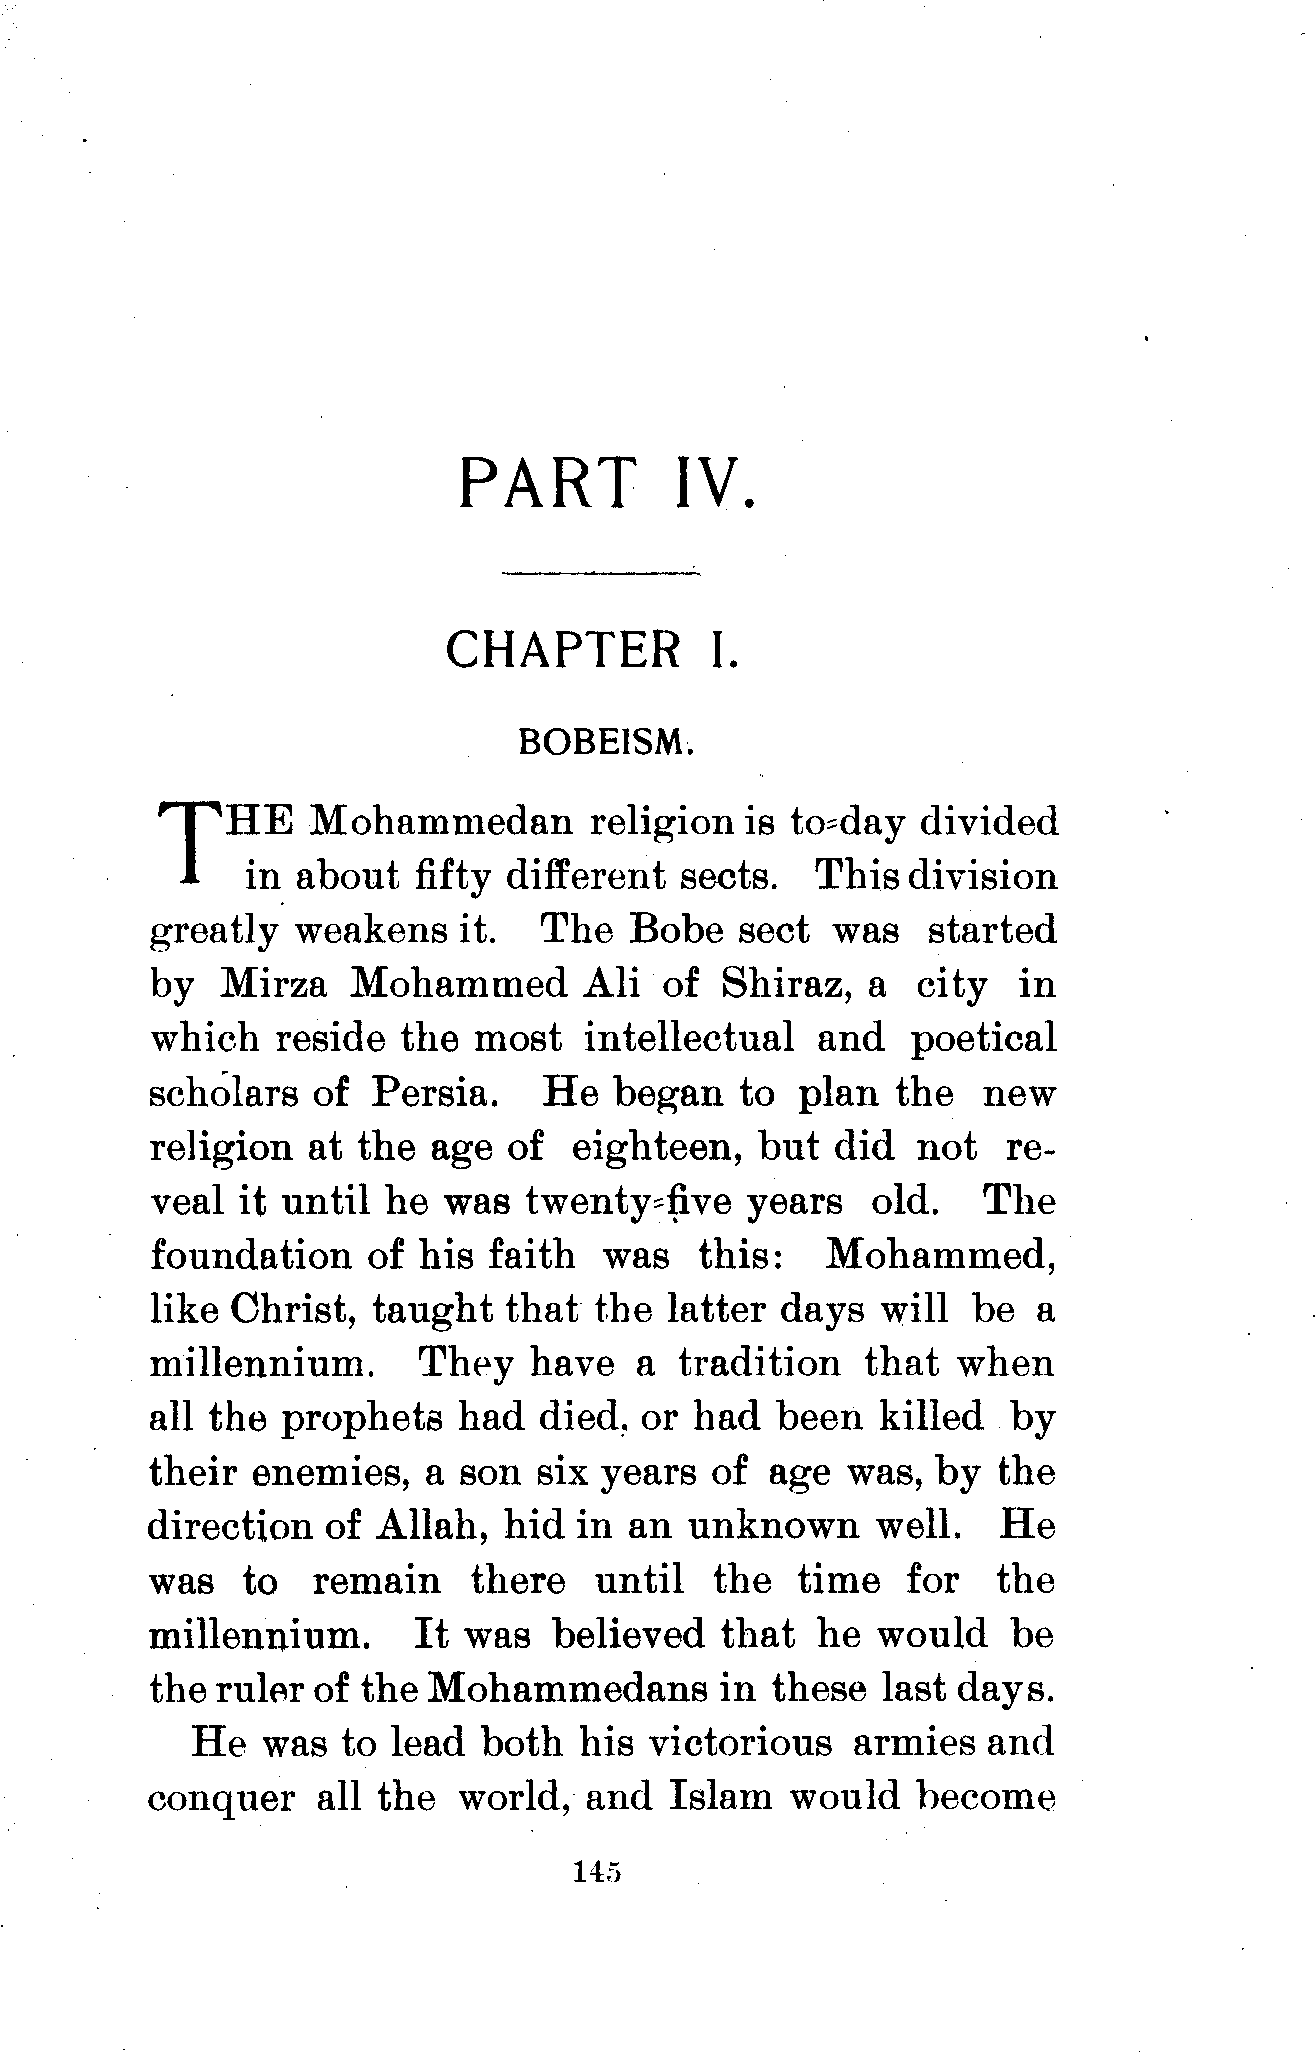 PART IV.
CHAPTER I.
BOBEISM.
THE Mohammedan religion is to-day divided
in about fifty different sects. This division
greatly weakens it. The Bobe sect was started
by Mirza Mohammed Ali of Shiraz, a city in
which reside the most intellectual and poetical
scholars of Persia. He began to plan the new
religion at the age of eighteen, but did not re-
veal it until he was twenty-five years old. The
foundation of his faith was this: Mohammed,
like Christ, taught that the latter days will be a
millennium. They have a tradition that when
all the prophets had died, or had been killed by
their enemies, a son six years of age was, by the
direction of Allah, hid in an unknown well. He
was to remain there until the time for the
millennium. It was believed that he would be
the ruler of the Mohammedans in these last days.
He was to lead both his victorious armies and
conquer all the world, and Islam would become
145